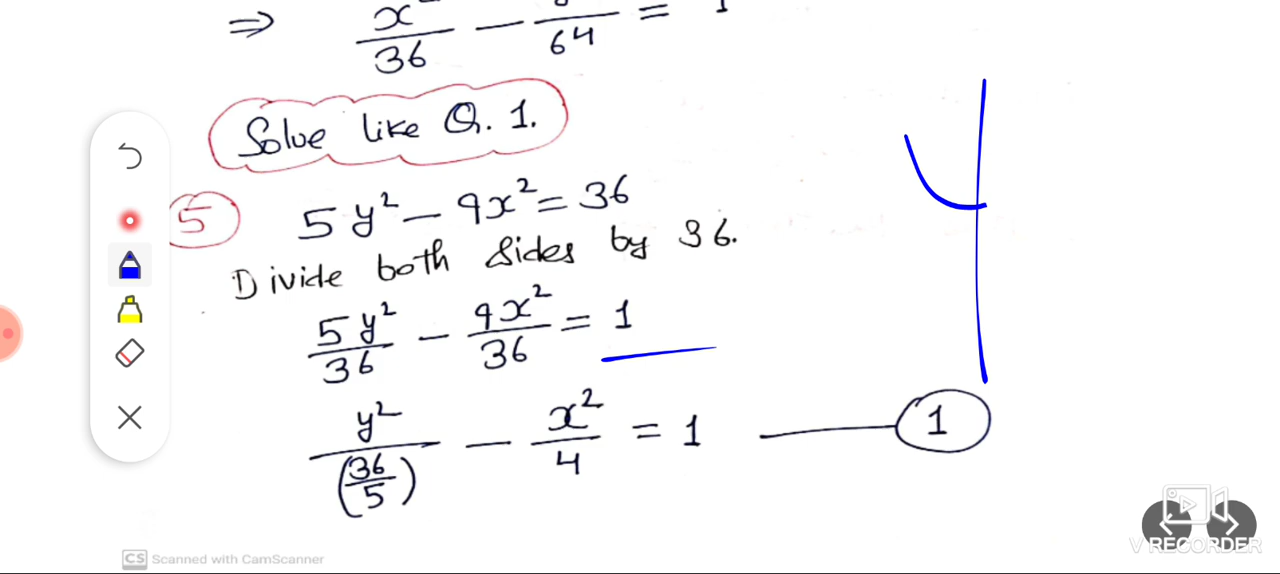 ⇒ x²/36 − /64 = 1
Solve like Q. 1.
5 5y² − 9x² = 36
Divide both sides by 36.
5y²/36 − 9x²/36 = 1
y²/(36/5) − x²/4 = 1 —— 1
CS Scanned with CamScanner
V RECORDER